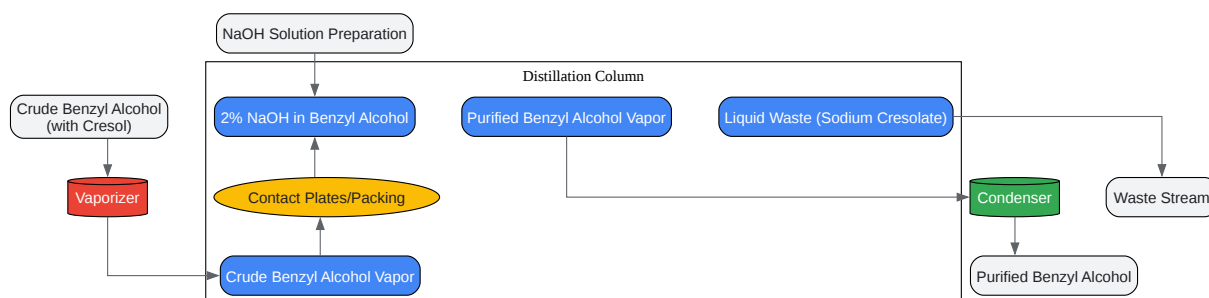 NaOH Solution Preparation
Distillation Column
Crude Benzyl Alcohol
(with Cresol)
2% NaOH in Benzyl Alcohol
Purified Benzyl Alcohol Vapor
Liquid Waste (Sodium Cresolate)
Vaporizer
Contact Plates/Packing
Condenser
Waste Stream
Crude Benzyl Alcohol Vapor
Purified Benzyl Alcohol